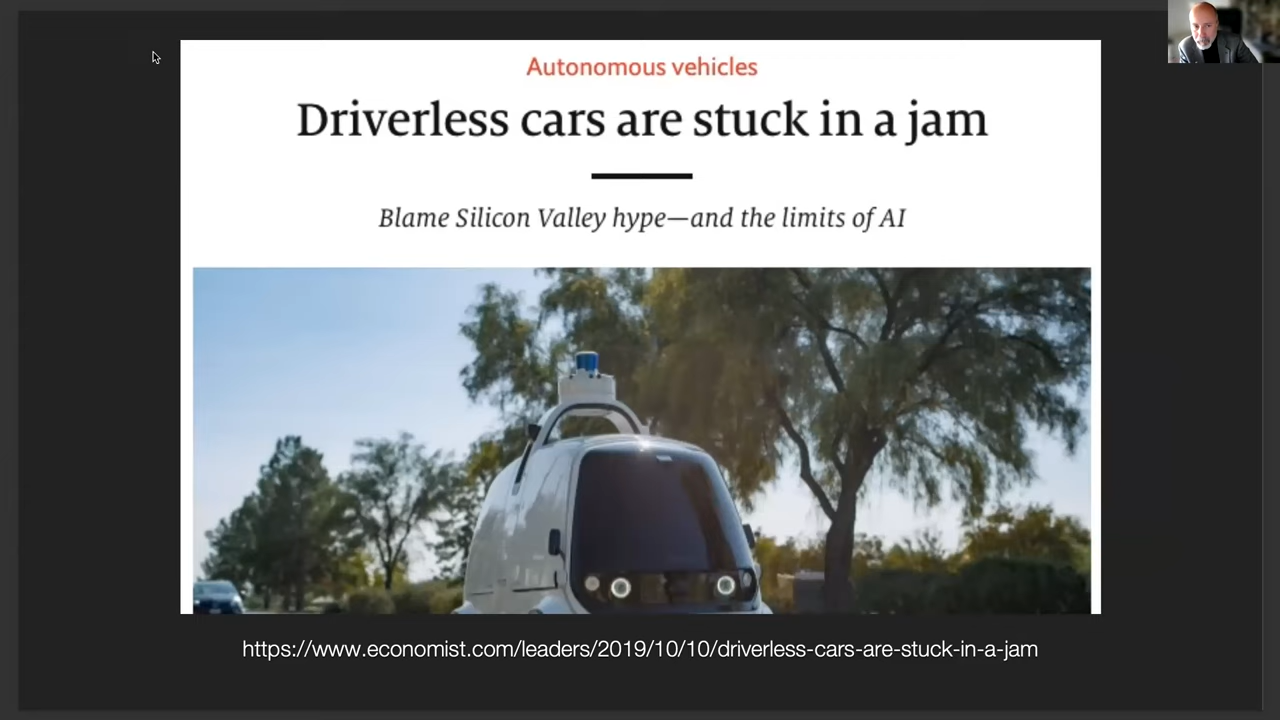 Autonomous vehicles
Driverless cars are stuck in a jam
Blame Silicon Valley hype—and the limits of AI
https://www.economist.com/leaders/2019/10/10/driverless-cars-are-stuck-in-a-jam